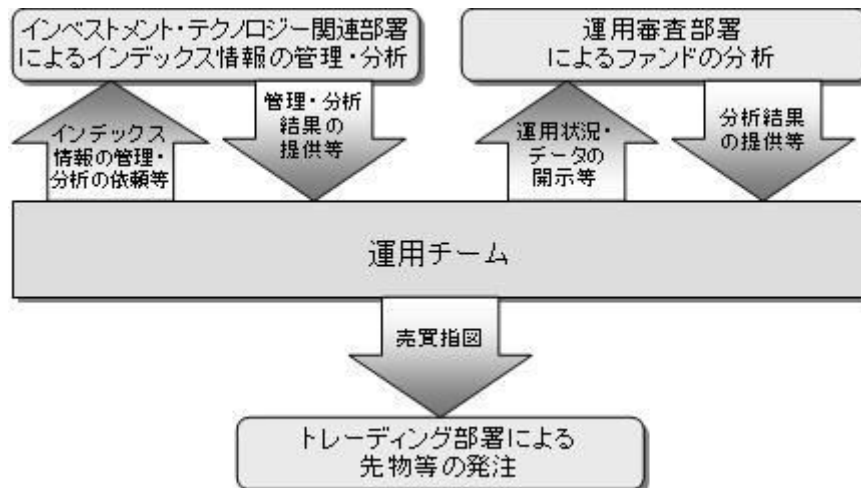 インベストメント・テクノロジー関連部署
によるインデックス情報の管理・分析
運用審査部署
によるファンドの分析
インデックス
情報の管理・
分析の依頼等
管理・分析
結果の
提供等
運用状況・
データの
開示等
分析結果
の提供等
運用チーム
売買指図
トレーディング部署による
先物等の発注